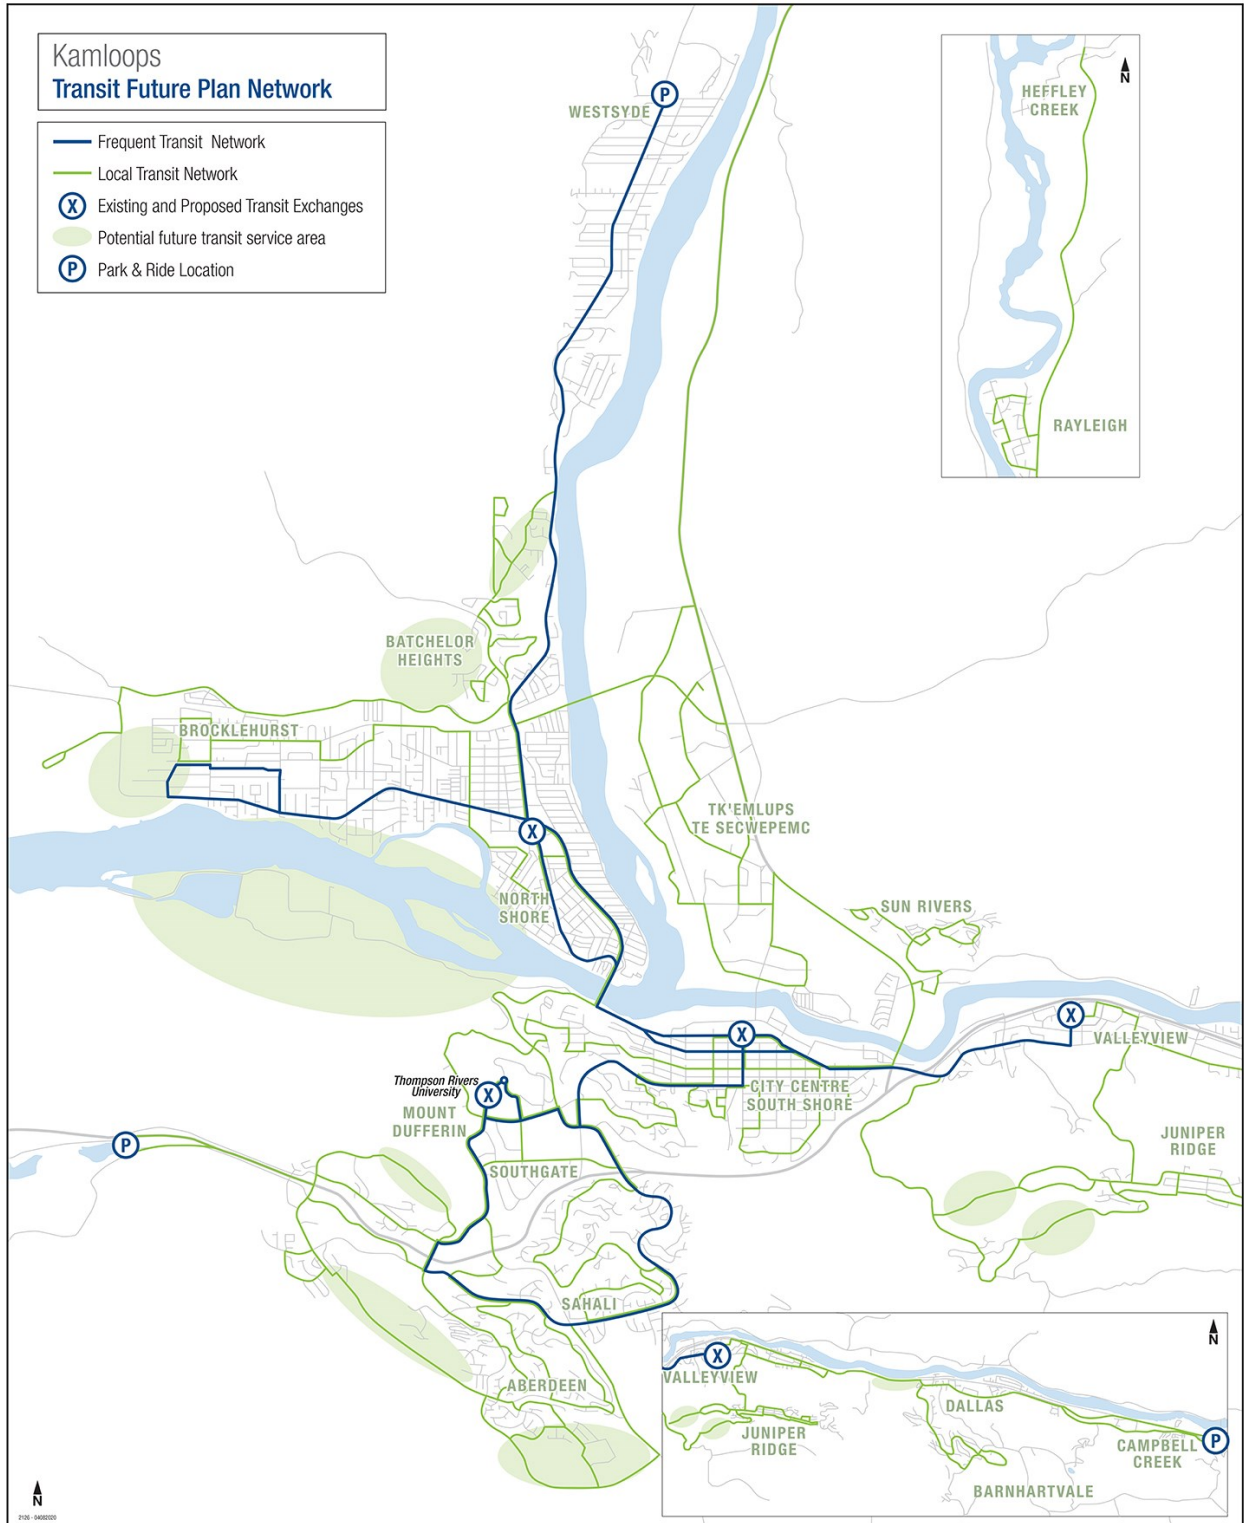 Kamloops
Transit Future Plan Network
Frequent Transit Network
Local Transit Network
X Existing and Proposed Transit Exchanges
Potential future transit service area
P Park & Ride Location
P
WESTSYDE
N
HEFFLEY
CREEK
RAYLEIGH
BATCHELOR
HEIGHTS
BROCKLEHURST
TK'EMLUPS
TE SECWEPEMC
X
NORTH
SHORE
SUN RIVERS
X
X
VALLEYVIEW
Thompson Rivers
University
X
CITY CENTRE
SOUTH SHORE
MOUNT
DUFFERIN
P
SOUTHGATE
JUNIPER
RIDGE
SAHALI
ABERDEEN
N
X
VALLEYVIEW
JUNIPER
RIDGE
DALLAS
CAMPBELL
CREEK
P
BARNHARTVALE
N
2126 - 04082020